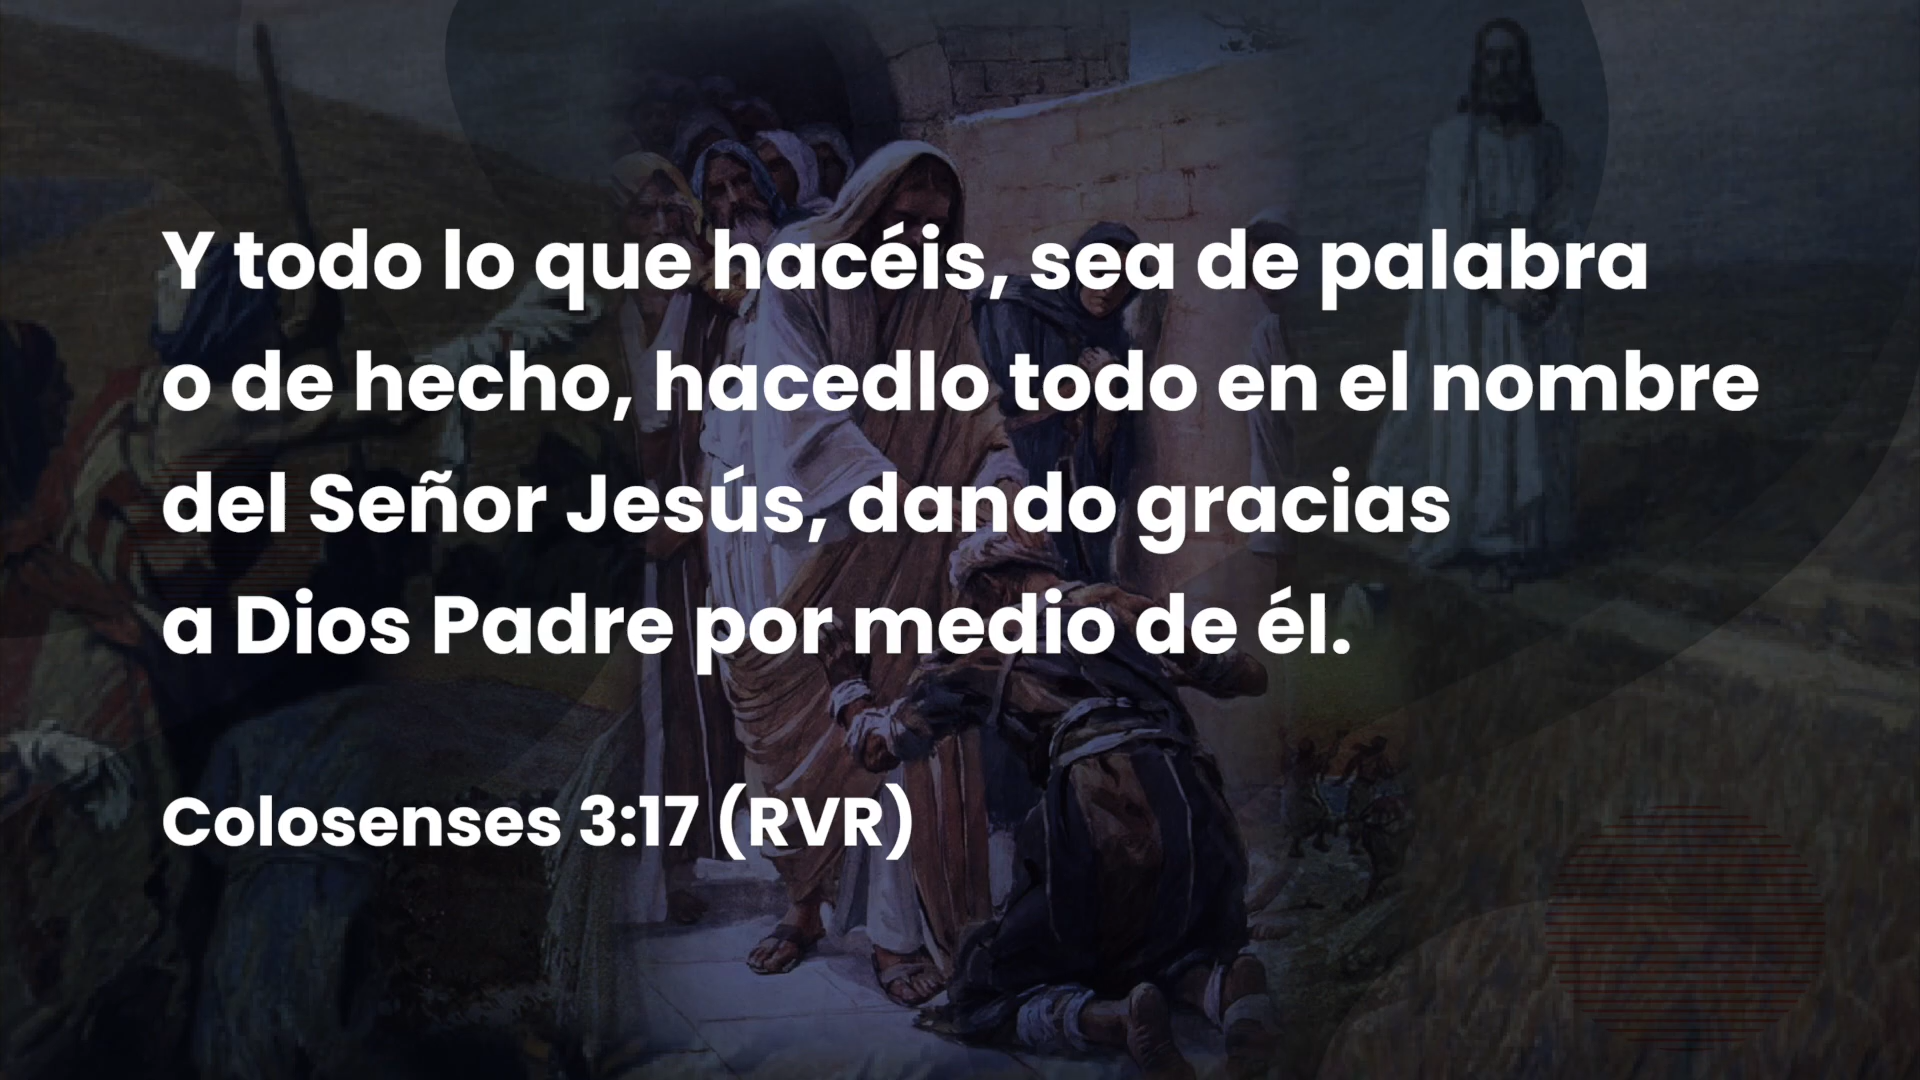 Y todo lo que hacéis, sea de palabra
o de hecho, hacedlo todo en el nombre
del Señor Jesús, dando gracias
a Dios Padre por medio de él.
Colosenses 3:17 (RVR)